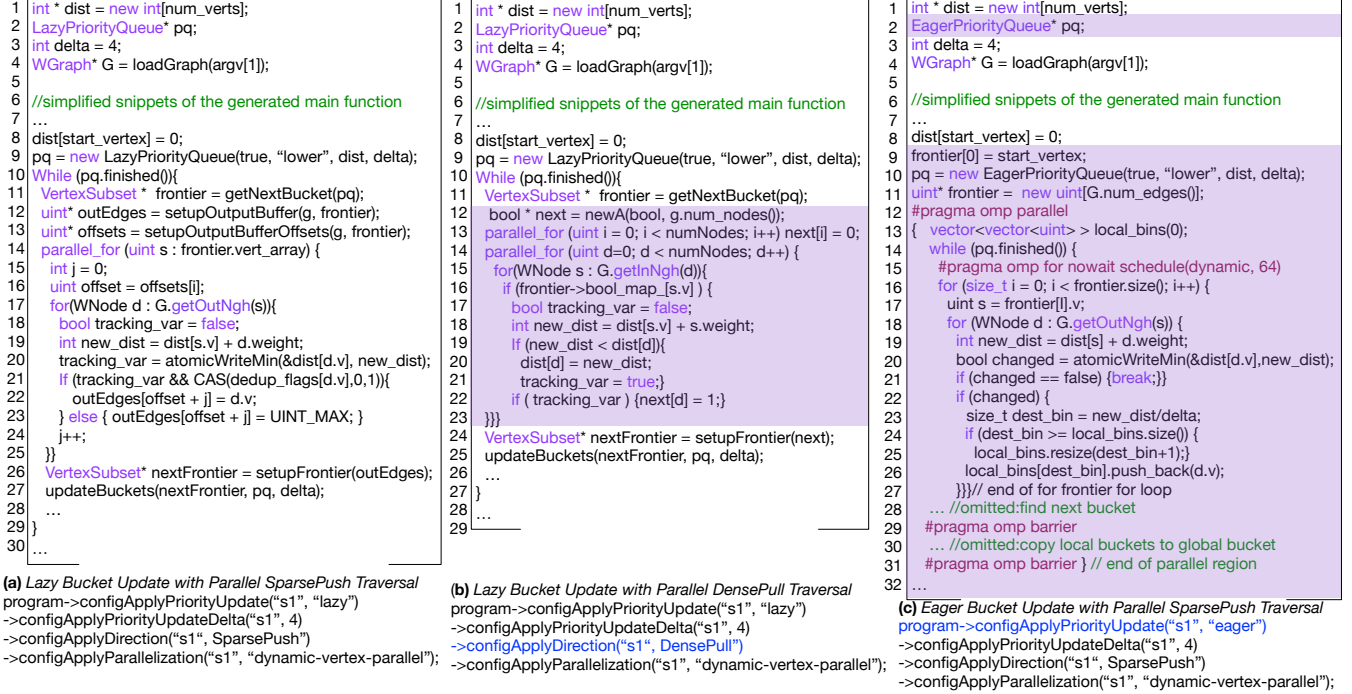 1 int * dist = new int[num_verts];
2 LazyPriorityQueue* pq;
3 int delta = 4;
4 WGraph* G = loadGraph(argv[1]);
5
6 //simplified snippets of the generated main function
7 …
8 dist[start_vertex] = 0;
9 pq = new LazyPriorityQueue(true, “lower”, dist, delta);
10 While (pq.finished()){
11 VertexSubset * frontier = getNextBucket(pq);
12 uint* outEdges = setupOutputBuffer(g, frontier);
13 uint* offsets = setupOutputBufferOffsets(g, frontier);
14 parallel_for (uint s : frontier.vert_array) {
15 int j = 0;
16 uint offset = offsets[i];
17 for(WNode d : G.getOutNgh(s)){
18 bool tracking_var = false;
19 int new_dist = dist[s.v] + d.weight;
20 tracking_var = atomicWriteMin(&dist[d.v], new_dist);
21 If (tracking_var && CAS(dedup_flags[d.v],0,1)){
22 outEdges[offset + j] = d.v;
23 } else { outEdges[offset + j] = UINT_MAX; }
24 j++;
25 }}
26 VertexSubset* nextFrontier = setupFrontier(outEdges);
27 updateBuckets(nextFrontier, pq, delta);
28 …
29 }
30 …
(a) Lazy Bucket Update with Parallel SparsePush Traversal
program->configApplyPriorityUpdate(“s1”, “lazy”)
->configApplyPriorityUpdateDelta(“s1”, 4)
->configApplyDirection(“s1“, SparsePush”)
->configApplyParallelization(“s1”, “dynamic-vertex-parallel”);
1 int * dist = new int[num_verts];
2 LazyPriorityQueue* pq;
3 int delta = 4;
4 WGraph* G = loadGraph(argv[1]);
5
6 //simplified snippets of the generated main function
7 …
8 dist[start_vertex] = 0;
9 pq = new LazyPriorityQueue(true, “lower”, dist, delta);
10 While (pq.finished()){
11 VertexSubset * frontier = getNextBucket(pq);
12 bool * next = newA(bool, g.num_nodes());
13 parallel_for (uint i = 0; i < numNodes; i++) next[i] = 0;
14 parallel_for (uint d=0; d < numNodes; d++) {
15 for(WNode s : G.getInNgh(d)){
16 if (frontier->bool_map_[s.v] ) {
17 bool tracking_var = false;
18 int new_dist = dist[s.v] + s.weight;
19 If (new_dist < dist[d]){
20 dist[d] = new_dist;
21 tracking_var = true;}
22 if ( tracking_var ) {next[d] = 1;}
23 }}}
24 VertexSubset* nextFrontier = setupFrontier(next);
25 updateBuckets(nextFrontier, pq, delta);
26 …
27 }
28 …
29
(b) Lazy Bucket Update with Parallel DensePull Traversal
program->configApplyPriorityUpdate(“s1”, “lazy”)
->configApplyPriorityUpdateDelta(“s1”, 4)
->configApplyDirection(“s1“, DensePull”)
->configApplyParallelization(“s1”, “dynamic-vertex-parallel”);
1 int * dist = new int[num_verts];
2 EagerPriorityQueue* pq;
3 int delta = 4;
4 WGraph* G = loadGraph(argv[1]);
5
6 //simplified snippets of the generated main function
7 …
8 dist[start_vertex] = 0;
9 frontier[0] = start_vertex;
10 pq = new EagerPriorityQueue(true, “lower”, dist, delta);
11 uint* frontier = new uint[G.num_edges()];
12 #pragma omp parallel
13 { vector<vector<uint> > local_bins(0);
14 while (pq.finished()) {
15 #pragma omp for nowait schedule(dynamic, 64)
16 for (size_t i = 0; i < frontier.size(); i++) {
17 uint s = frontier[I].v;
18 for (WNode d : G.getOutNgh(s)) {
19 int new_dist = dist[s] + d.weight;
20 bool changed = atomicWriteMin(&dist[d.v],new_dist);
21 if (changed == false) {break;}}
22 if (changed) {
23 size_t dest_bin = new_dist/delta;
24 if (dest_bin >= local_bins.size()) {
25 local_bins.resize(dest_bin+1);}
26 local_bins[dest_bin].push_back(d.v);
27 }}}// end of for frontier for loop
28 … //omitted:find next bucket
29 #pragma omp barrier
30 … //omitted:copy local buckets to global bucket
31 #pragma omp barrier } // end of parallel region
32 …
(c) Eager Bucket Update with Parallel SparsePush Traversal
program->configApplyPriorityUpdate(“s1”, “eager”)
->configApplyPriorityUpdateDelta(“s1”, 4)
->configApplyDirection(“s1“, SparsePush”)
->configApplyParallelization(“s1”, “dynamic-vertex-parallel”);